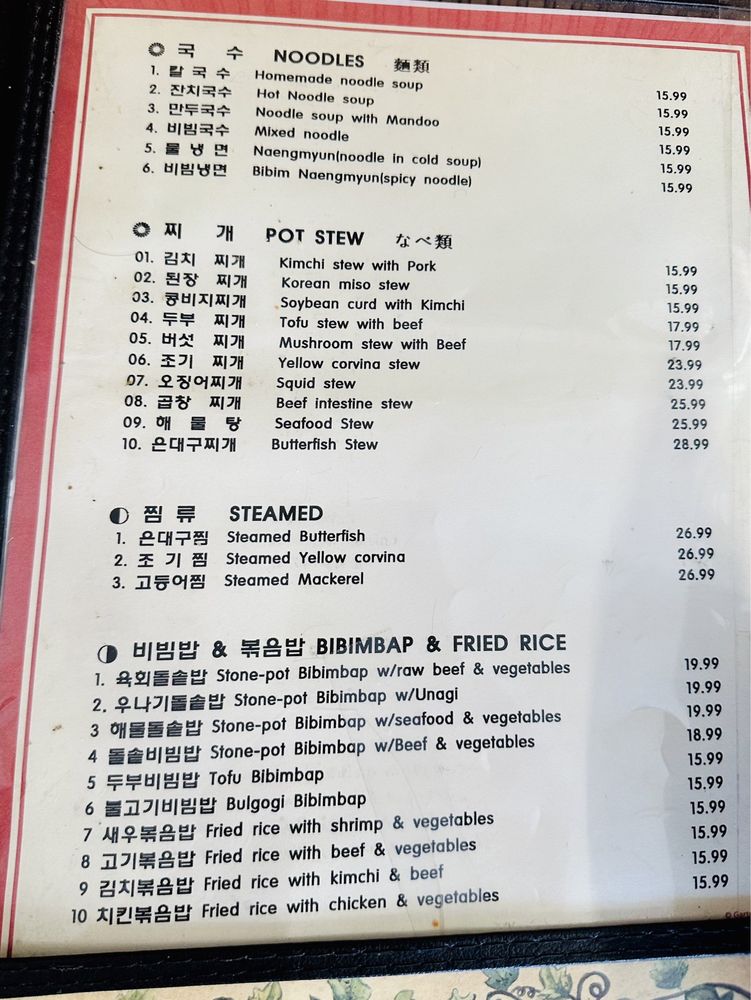 국 수 NOODLES 麵類
1. 칼국수 Homemade noodle soup 15.99
2. 잔치국수 Hot Noodle soup 15.99
3. 만두국수 Noodle soup with Mandoo 15.99
4. 비빔국수 Mixed noodle 15.99
5. 물 냉 면 Naengmyun(noodle in cold soup) 15.99
6. 비빔냉면 Bibim Naengmyun(spicy noodle) 15.99
찌 개 POT STEW なべ類
01. 김치 찌개 Kimchi stew with Pork 15.99
02. 된장 찌개 Korean miso stew 15.99
03. 콩비지찌개 Soybean curd with Kimchi 15.99
04. 두부 찌개 Tofu stew with beef 17.99
05. 버섯 찌개 Mushroom stew with Beef 17.99
06. 조기 찌개 Yellow corvina stew 23.99
07. 오징어찌개 Squid stew 23.99
08. 곱창 찌개 Beef intestine stew 25.99
09. 해 물 탕 Seafood Stew 25.99
10. 은대구찌개 Butterfish Stew 28.99
찜 류 STEAMED
1. 은대구찜 Steamed Butterfish 26.99
2. 조 기 찜 Steamed Yellow corvina 26.99
3. 고등어찜 Steamed Mackerel 26.99
비빔밥 & 볶음밥 BIBIMBAP & FRIED RICE
1. 육회돌솥밥 Stone-pot Bibimbap w/raw beef & vegetables 19.99
2. 우나기돌솥밥 Stone-pot Bibimbap w/Unagi 19.99
3 해물돌솥밥 Stone-pot Bibimbap w/seafood & vegetables 19.99
4 돌솥비빔밥 Stone-pot Bibimbap w/Beef & vegetables 18.99
5 두부비빔밥 Tofu Bibimbap 15.99
6 불고기비빔밥 Bulgogi Bibimbap 15.99
7 새우볶음밥 Fried rice with shrimp & vegetables 15.99
8 고기볶음밥 Fried rice with beef & vegetables 15.99
9 김치볶음밥 Fried rice with kimchi & beef 15.99
10 치킨볶음밥 Fried rice with chicken & vegetables 15.99